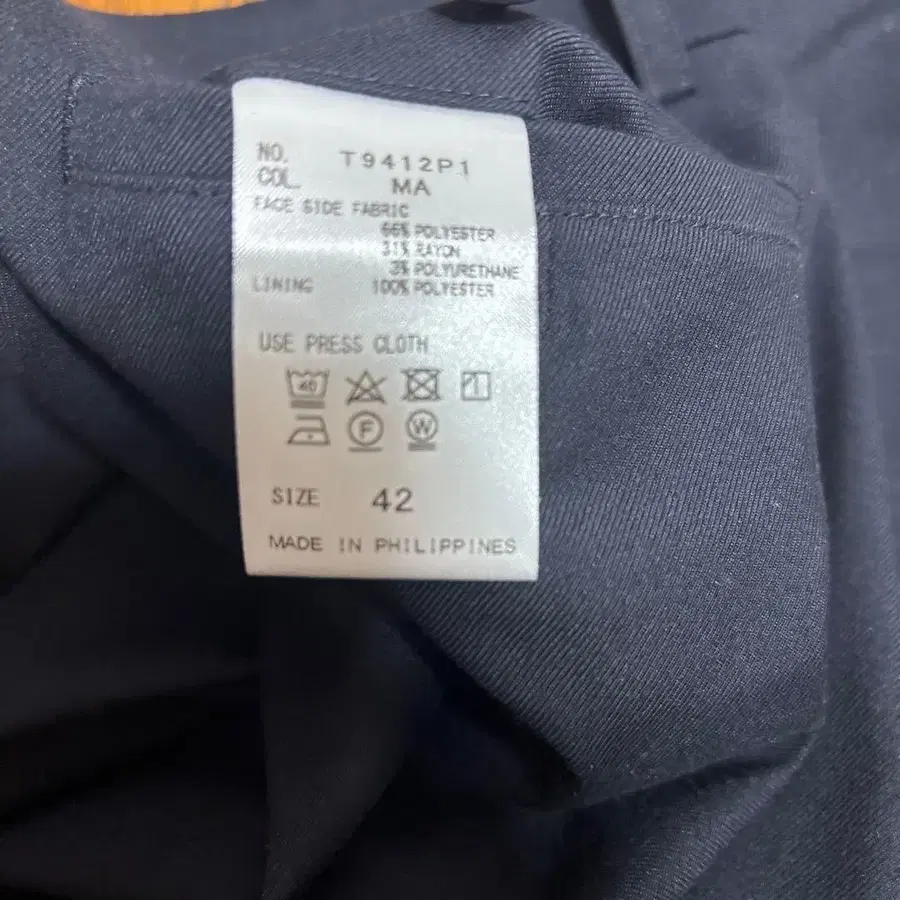 NO. T9412P1
COL. MA
FACE SIDE FABRIC
66% POLYESTER
31% RAYON
3% POLYURETHANE
LINING 100% POLYESTER
USE PRESS CLOTH
40
F W
SIZE 42
MADE IN PHILIPPINES